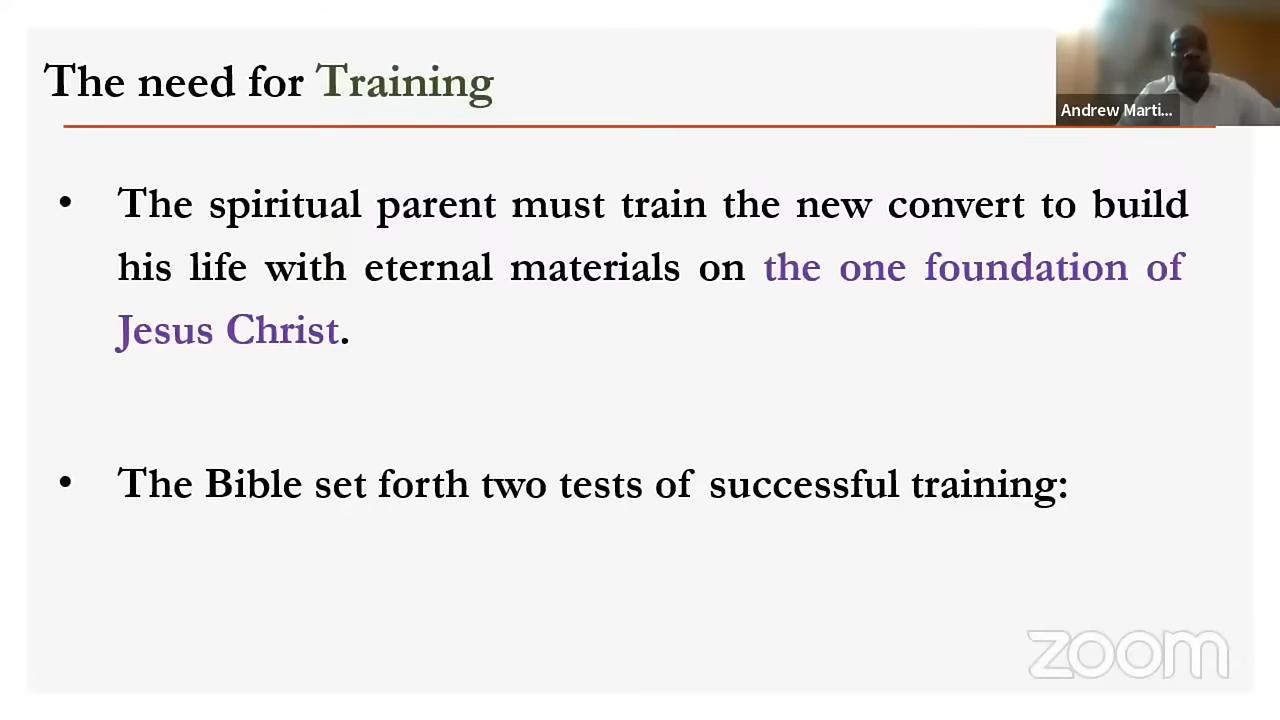 The need for Training
Andrew Marti...
• The spiritual parent must train the new convert to build
his life with eternal materials on the one foundation of
Jesus Christ.
• The Bible set forth two tests of successful training:
zoom